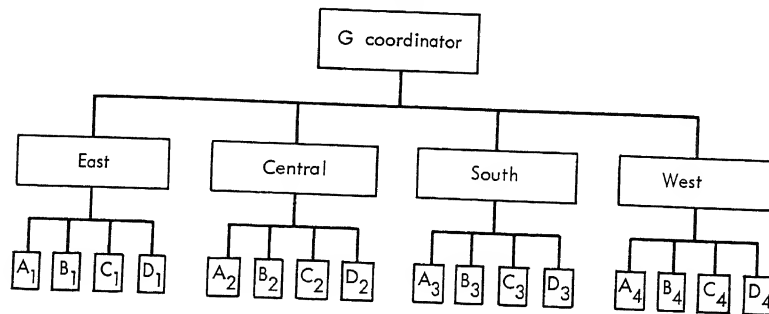 G coordinator
East Central South West
A₁ B₁ C₁ D₁ A₂ B₂ C₂ D₂ A₃ B₃ C₃ D₃ A₄ B₄ C₄ D₄